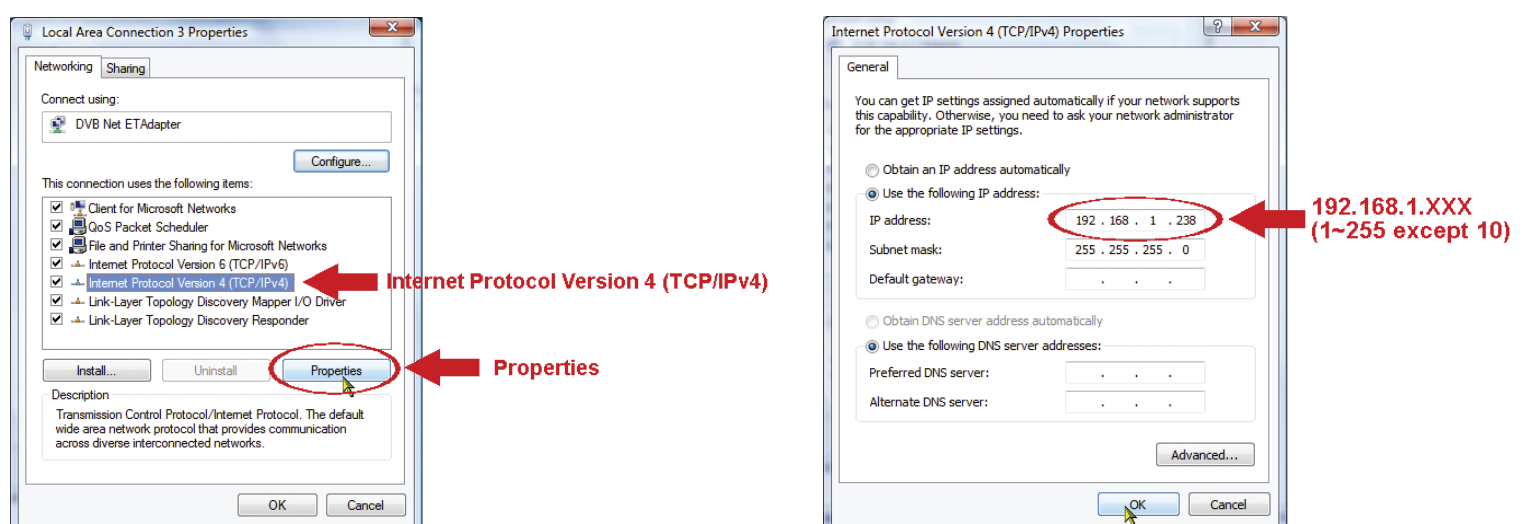 Local Area Connection 3 Properties
Networking
Sharing
Connect using:
DVB Net ETAdapter
Configure...
This connection uses the following items:
Client for Microsoft Networks
QoS Packet Scheduler
File and Printer Sharing for Microsoft Networks
Internet Protocol Version 6 (TCP/IPv6)
Internet Protocol Version 4 (TCP/IPv4)
Link-Layer Topology Discovery Mapper I/O Driver
Link-Layer Topology Discovery Responder
Internet Protocol Version 4 (TCP/IPv4)
Install...
Uninstall
Properties
Properties
Description
Transmission Control Protocol/Internet Protocol. The default
wide area network protocol that provides communication
across diverse interconnected networks.
OK
Cancel
Internet Protocol Version 4 (TCP/IPv4) Properties
General
You can get IP settings assigned automatically if your network supports
this capability. Otherwise, you need to ask your network administrator
for the appropriate IP settings.
Obtain an IP address automatically
Use the following IP address:
IP address:
192 . 168 . 1 . 238
192.168.1.XXX
(1~255 except 10)
Subnet mask:
255 . 255 . 255 . 0
Default gateway:
. . .
Obtain DNS server address automatically
Use the following DNS server addresses:
Preferred DNS server:
. . .
Alternate DNS server:
. . .
Advanced...
OK
Cancel